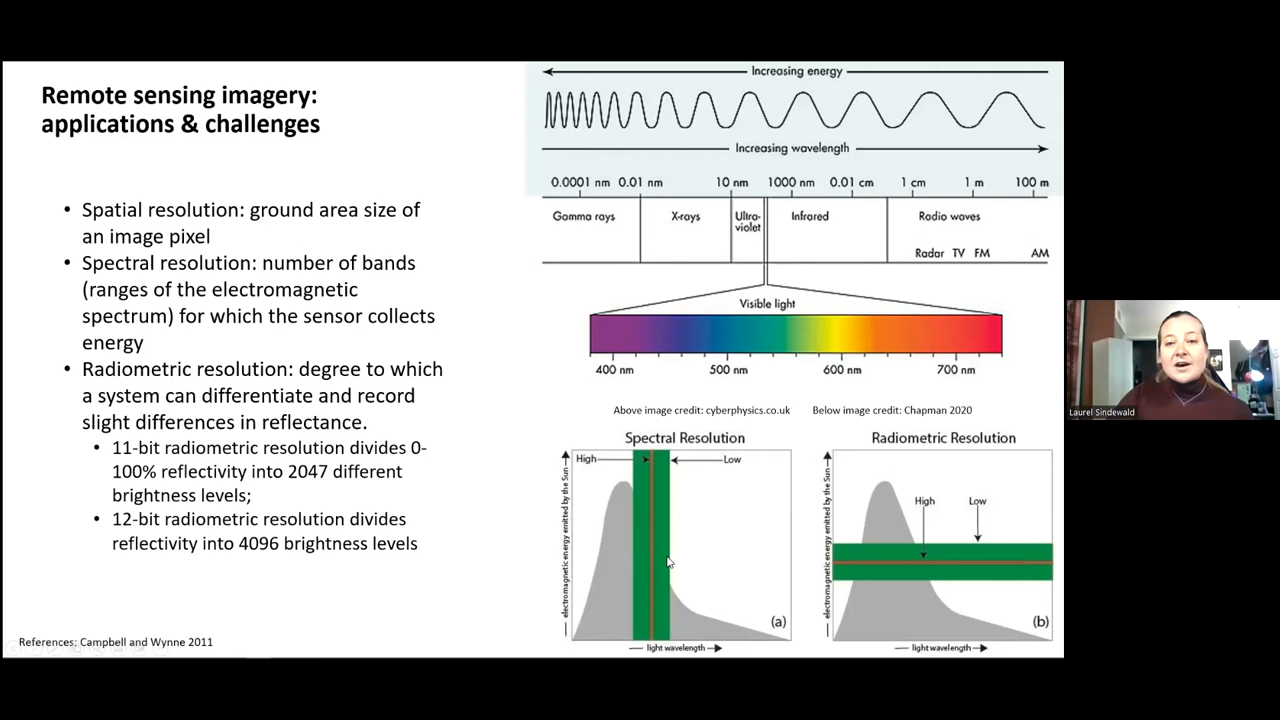 Remote sensing imagery:
applications & challenges
• Spatial resolution: ground area size of
an image pixel
• Spectral resolution: number of bands
(ranges of the electromagnetic
spectrum) for which the sensor collects
energy
• Radiometric resolution: degree to which
a system can differentiate and record
slight differences in reflectance.
• 11-bit radiometric resolution divides 0-
100% reflectivity into 2047 different
brightness levels;
• 12-bit radiometric resolution divides
reflectivity into 4096 brightness levels
References: Campbell and Wynne 2011
Increasing energy
Increasing wavelength
0.0001 nm 0.01 nm 10 nm 1000 nm 0.01 cm 1 cm 1 m 100 m
Gamma rays X-rays Ultra-
violet Infrared Radio waves
Radar TV FM AM
Visible light
400 nm 500 nm 600 nm 700 nm
Above image credit: cyberphysics.co.uk Below image credit: Chapman 2020
Spectral Resolution
High Low
electromagnetic energy emitted by the Sun
(a)
light wavelength
Radiometric Resolution
High Low
electromagnetic energy emitted by the Sun
(b)
light wavelength
Laurel Sindewald